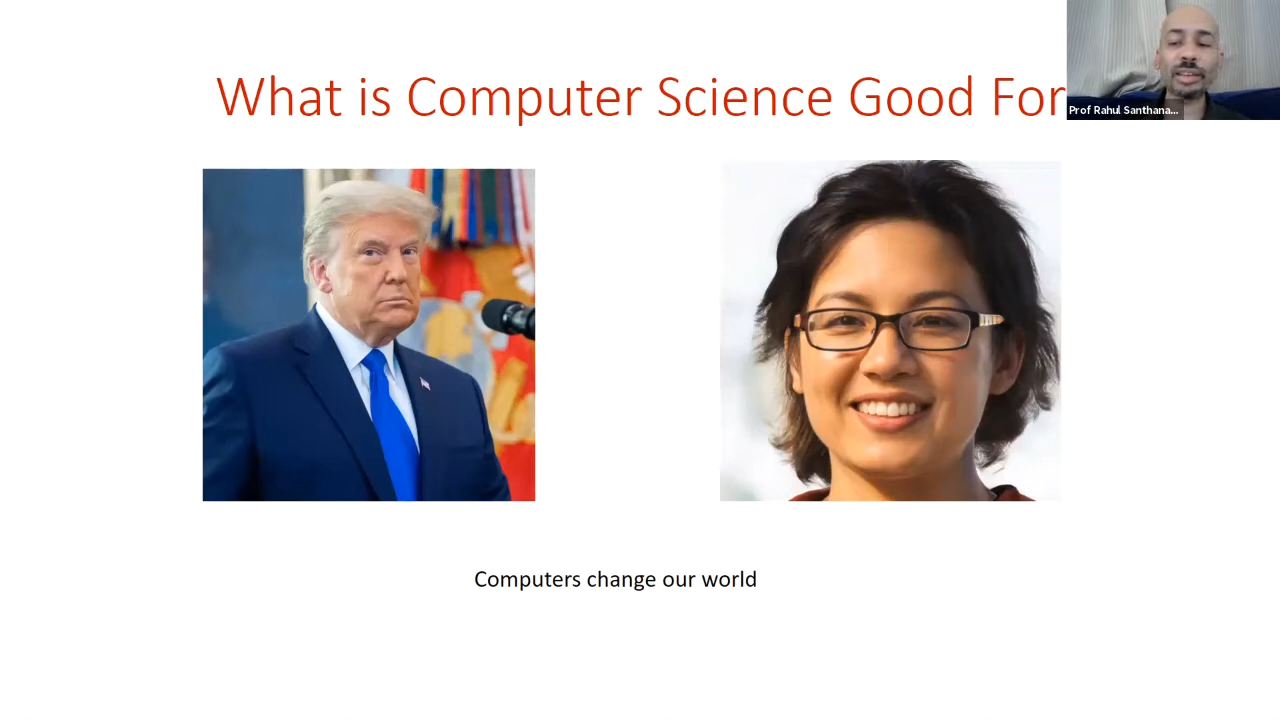 What is Computer Science Good For
Prof Rahul Santhana...
Computers change our world